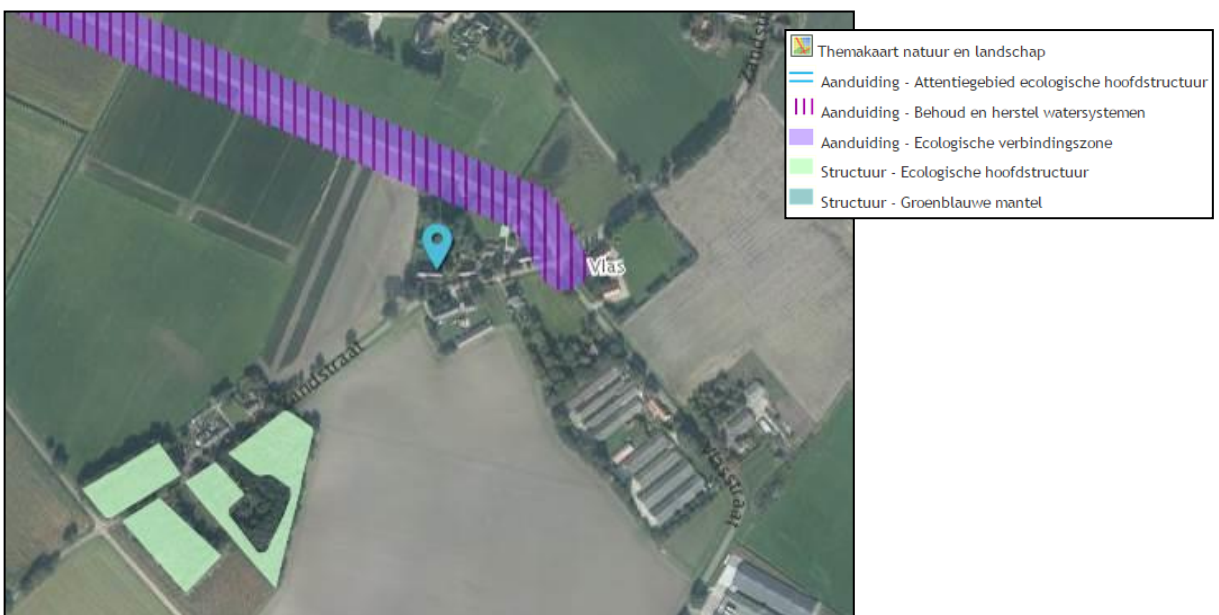 Zandstraat
Themakaart natuur en landschap
Aanduiding - Attentiegebied ecologische hoofdstructuur
Aanduiding - Behoud en herstel watersystemen
Aanduiding - Ecologische verbindingszone
Structuur - Ecologische hoofdstructuur
Structuur - Groenblauwe mantel
Vlas